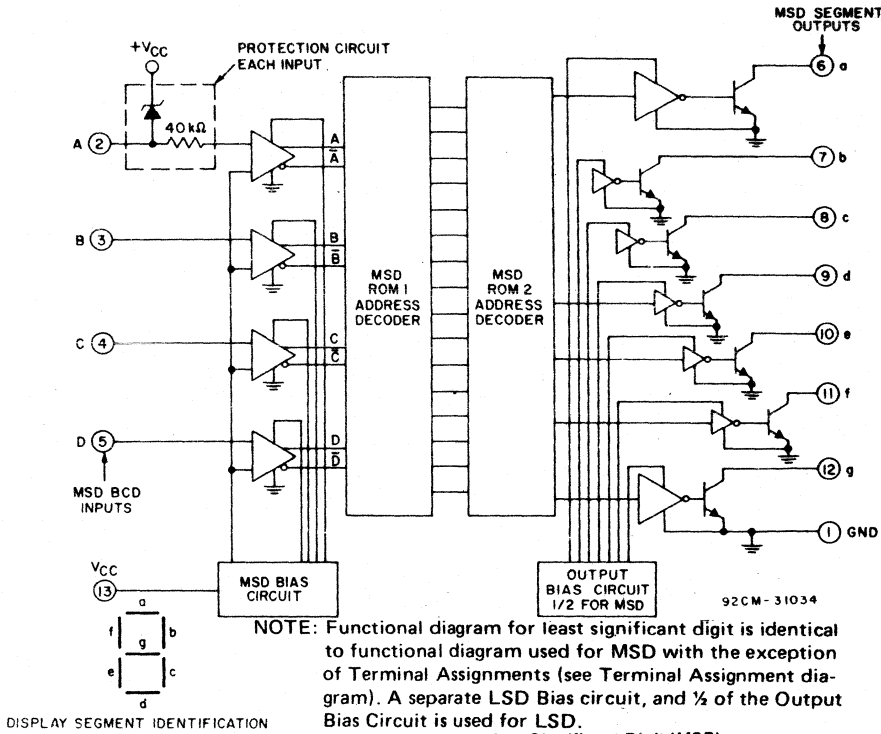 MSD SEGMENT
OUTPUTS
+VCC
PROTECTION CIRCUIT
EACH INPUT
40 kΩ
A 2
A
A̅
6 a
7 b
B 3
B
B̅
8 c
MSD
ROM 1
ADDRESS
DECODER
MSD
ROM 2
ADDRESS
DECODER
9 d
C 4
C
C̅
10 e
11 f
D 5
D
D̅
12 g
MSD BCD
INPUTS
1 GND
VCC
13
MSD BIAS
CIRCUIT
OUTPUT
BIAS CIRCUIT
1/2 FOR MSD
92CM-31034
a
f b
g
e c
d
DISPLAY SEGMENT IDENTIFICATION
NOTE: Functional diagram for least significant digit is identical
to functional diagram used for MSD with the exception
of Terminal Assignments (see Terminal Assignment dia-
gram). A separate LSD Bias circuit, and ½ of the Output
Bias Circuit is used for LSD.